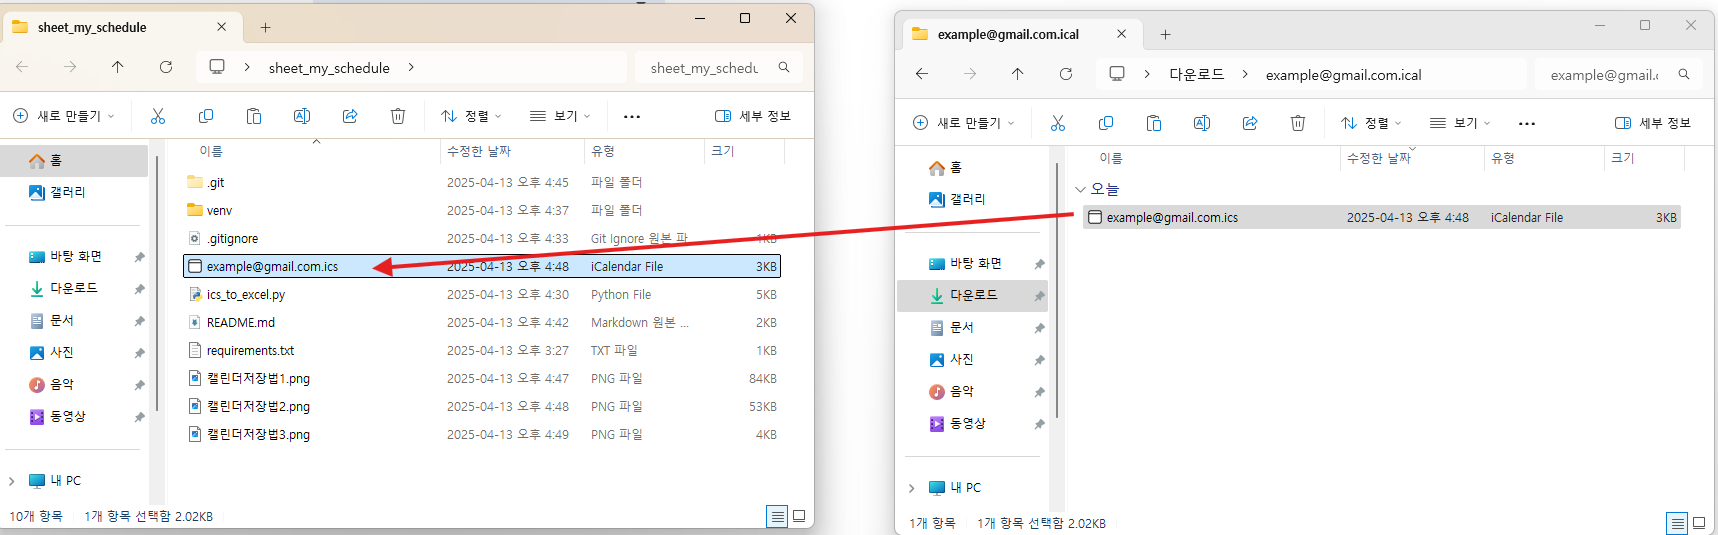 sheet_my_schedule
sheet_my_schedule
sheet_my_schedu
새로 만들기
정렬
보기
세부 정보
홈
갤러리
바탕 화면
다운로드
문서
사진
음악
동영상
내 PC
이름 수정한 날짜 유형 크기
.git 2025-04-13 오후 4:45 파일 폴더
venv 2025-04-13 오후 4:37 파일 폴더
.gitignore 2025-04-13 오후 4:33 Git Ignore 원본 파 1KB
example@gmail.com.ics 2025-04-13 오후 4:48 iCalendar File 3KB
ics_to_excel.py 2025-04-13 오후 4:30 Python File 5KB
README.md 2025-04-13 오후 4:42 Markdown 원본 ... 2KB
requirements.txt 2025-04-13 오후 3:27 TXT 파일 1KB
캘린더저장법1.png 2025-04-13 오후 4:47 PNG 파일 84KB
캘린더저장법2.png 2025-04-13 오후 4:48 PNG 파일 53KB
캘린더저장법3.png 2025-04-13 오후 4:49 PNG 파일 4KB
10개 항목 1개 항목 선택함 2.02KB
example@gmail.com.ical
다운로드 example@gmail.com.ical
example@gmail.
새로 만들기
정렬
보기
세부 정보
홈
갤러리
바탕 화면
다운로드
문서
사진
음악
동영상
내 PC
이름 수정한 날짜 유형 크기
오늘
example@gmail.com.ics 2025-04-13 오후 4:48 iCalendar File 3KB
1개 항목 1개 항목 선택함 2.02KB